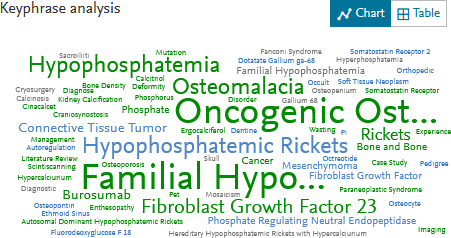 Keyphrase analysis
Chart
Table
Sacroiliti
Mutation
Fanconi Syndrome
Somatostatin Receptor 2
Hypophosphatemia
Dotatate Gallium ga-68
Hyperphosphatemia
Calcitriol
Familial Hypophosphatemia
Orthopedic
Bone Density
Deformity
Osteomalacia
Occult
Soft Tissue Neoplasm
Cryosurgery
Diagnose
Osteopenium
Somatostatin Receptor
Calcinosis
Kidney Calcification
Phosphorus
Disorder
Gallium 68
Cinacalcet
Craniosynostosis
Phosphate
Oncogenic Ost...
Connective Tissue Tumor
Ergocalciferol
Dentine
Wasting
Pi
Rickets
Experience
Management
Autoregulation
Hypophosphatemic Rickets
Bone and Bone
Literature Review
Osteoporosis
Skull
Cancer
Octreotide
Case Study
Pedigree
Scintiscanning
Mesenchymoma
Hypercalcemia
Familial Hypo...
Fibroblast Growth Factor
Diagnostic
Burosumab
Pet
Mosaicism
Paraneoplastic Syndrome
Osteopontin
Enthesopathy
Fibroblast Growth Factor 23
Osteocyte
Ethmoid Sinus
Autosomal Dominant Hypophosphatemic Rickets
Phosphate Regulating Neutral Endopeptidase
Fluorodeoxyglucose F 18
Hereditary Hypophosphatemic Rickets with Hypercalciurium
Imaging